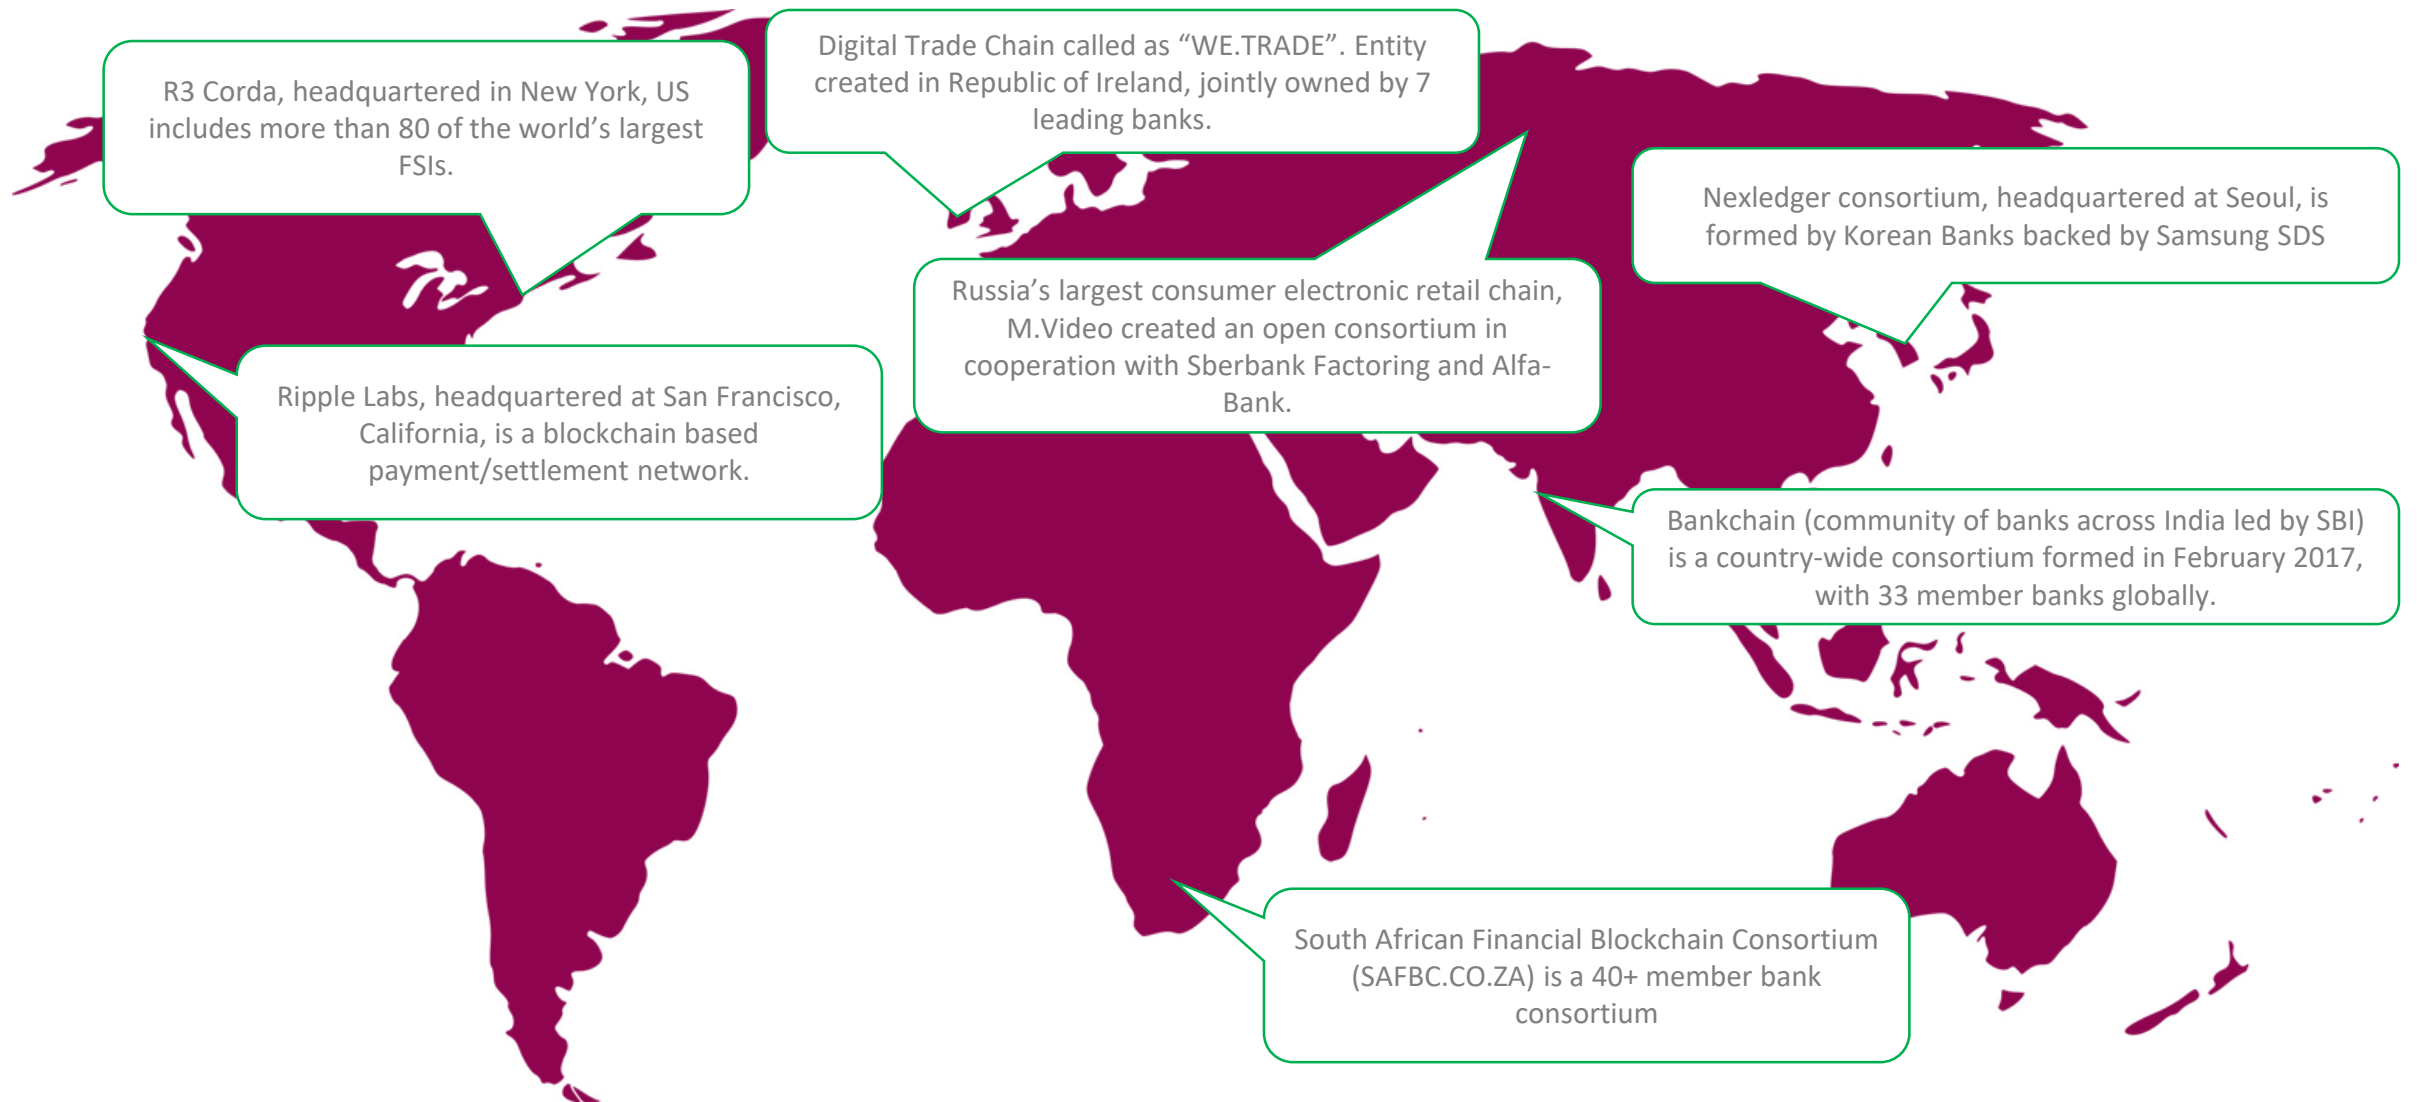 R3 Corda, headquartered in New York, US
includes more than 80 of the world’s largest
FSIs.
Digital Trade Chain called as “WE.TRADE”. Entity
created in Republic of Ireland, jointly owned by 7
leading banks.
Nexledger consortium, headquartered at Seoul, is
formed by Korean Banks backed by Samsung SDS
Russia’s largest consumer electronic retail chain,
M.Video created an open consortium in
cooperation with Sberbank Factoring and Alfa-
Bank.
Ripple Labs, headquartered at San Francisco,
California, is a blockchain based
payment/settlement network.
Bankchain (community of banks across India led by SBI)
is a country-wide consortium formed in February 2017,
with 33 member banks globally.
South African Financial Blockchain Consortium
(SAFBC.CO.ZA) is a 40+ member bank
consortium